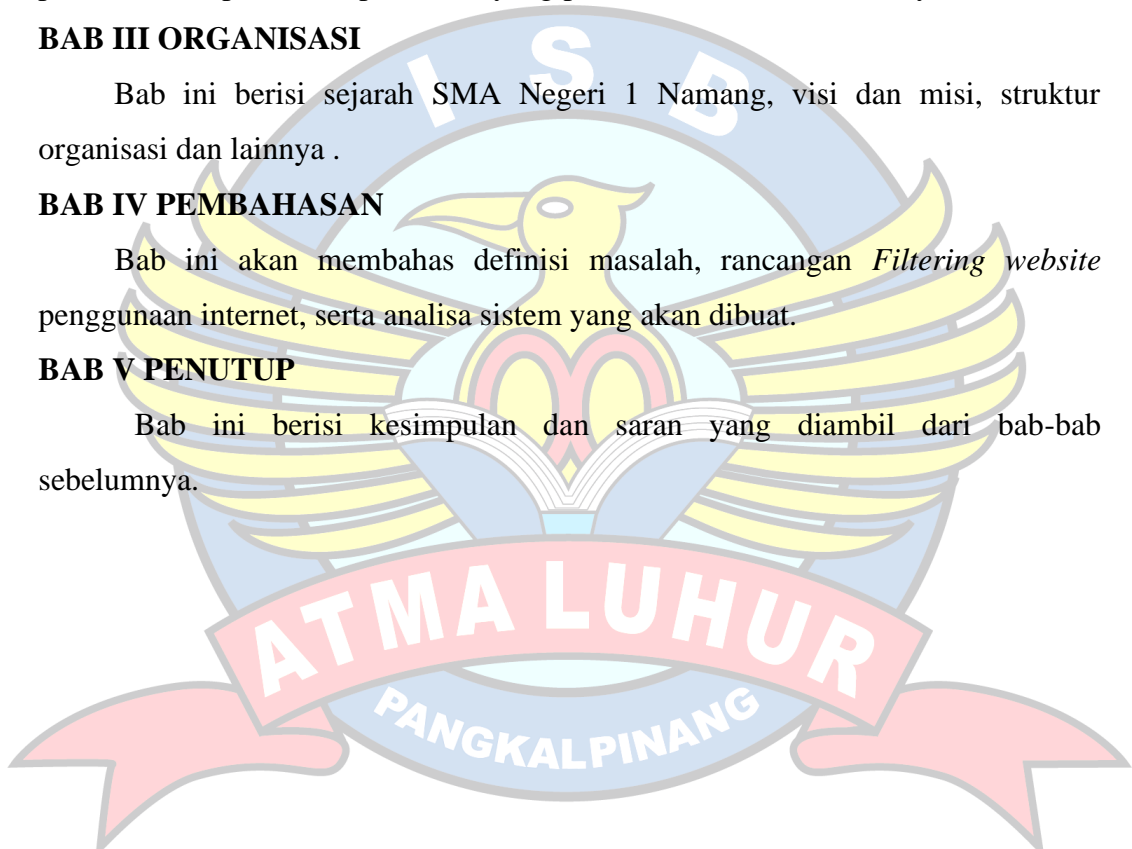 BAB III ORGANISASI
Bab ini berisi sejarah SMA Negeri 1 Namang, visi dan misi, struktur
organisasi dan lainnya .
BAB IV PEMBAHASAN
Bab ini akan membahas definisi masalah, rancangan Filtering website
penggunaan internet, serta analisa sistem yang akan dibuat.
BAB V PENUTUP
Bab ini berisi kesimpulan dan saran yang diambil dari bab-bab
sebelumnya.
I S B
ATMA LUHUR
PANGKALPINANG